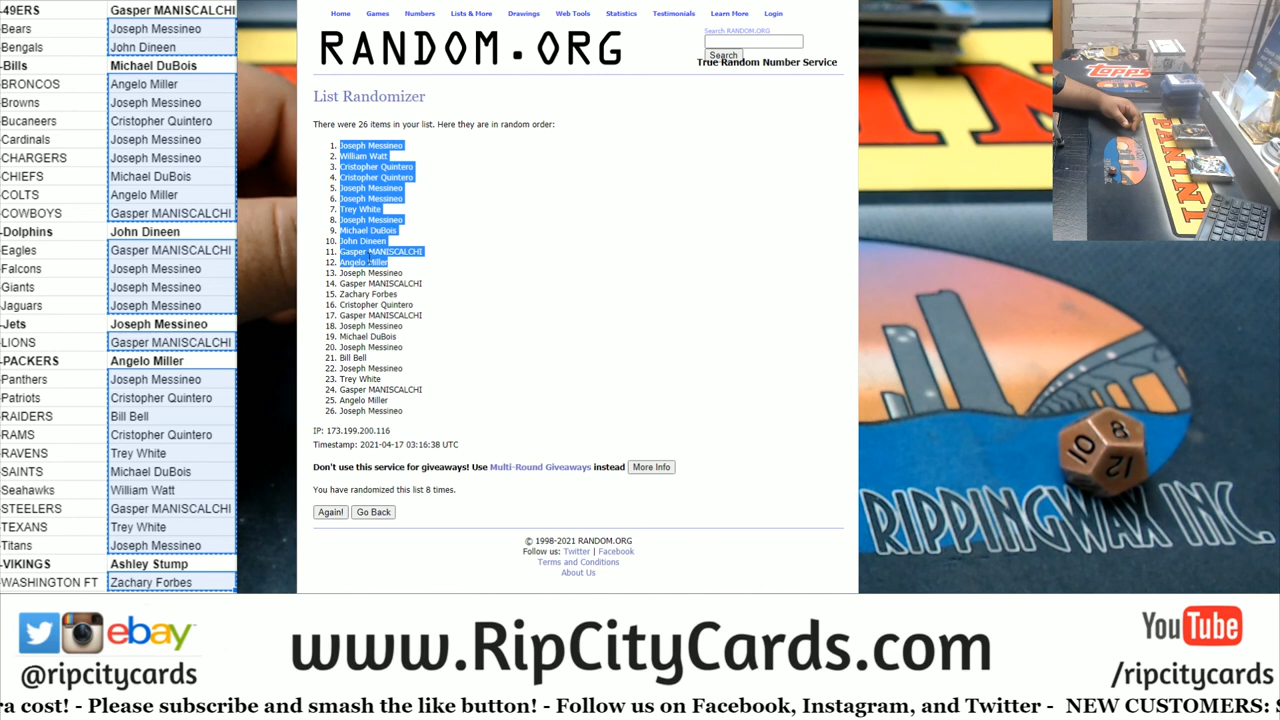 -49ERS Gasper MANISCALCHI
Bears Joseph Messineo
Bengals John Dineen
-Bills Michael DuBois
BRONCOS Angelo Miller
Browns Joseph Messineo
Bucaneers Cristopher Quintero
Cardinals Joseph Messineo
CHARGERS Joseph Messineo
CHIEFS Michael DuBois
COLTS Angelo Miller
COWBOYS Gasper MANISCALCHI
-Dolphins John Dineen
Eagles Gasper MANISCALCHI
Falcons Joseph Messineo
Giants Joseph Messineo
Jaguars Joseph Messineo
-Jets Joseph Messineo
LIONS Gasper MANISCALCHI
-PACKERS Angelo Miller
Panthers Joseph Messineo
Patriots Cristopher Quintero
RAIDERS Bill Bell
RAMS Cristopher Quintero
RAVENS Trey White
SAINTS Michael DuBois
Seahawks William Watt
STEELERS Gasper MANISCALCHI
TEXANS Trey White
Titans Joseph Messineo
-VIKINGS Ashley Stump
WASHINGTON FT Zachary Forbes
Home Games Numbers Lists & More Drawings Web Tools Statistics Testimonials Learn More Login
RANDOM.ORG
Search RANDOM.ORG
Search
True Random Number Service
List Randomizer
There were 26 items in your list. Here they are in random order:
1. Joseph Messineo
2. William Watt
3. Cristopher Quintero
4. Cristopher Quintero
5. Joseph Messineo
6. Joseph Messineo
7. Trey White
8. Joseph Messineo
9. Michael DuBois
10. John Dineen
11. Gasper MANISCALCHI
12. Angelo Miller
13. Joseph Messineo
14. Gasper MANISCALCHI
15. Zachary Forbes
16. Cristopher Quintero
17. Gasper MANISCALCHI
18. Joseph Messineo
19. Michael DuBois
20. Joseph Messineo
21. Bill Bell
22. Joseph Messineo
23. Trey White
24. Gasper MANISCALCHI
25. Angelo Miller
26. Joseph Messineo
IP: 173.199.200.116
Timestamp: 2021-04-17 03:16:38 UTC
Don't use this service for giveaways! Use Multi-Round Giveaways instead More Info
You have randomized this list 8 times.
Again! Go Back
© 1998-2021 RANDOM.ORG
Follow us: Twitter | Facebook
Terms and Conditions
About Us
TOPPS
PANINI
10 8
12
RIPPINGWAX INC.
ebay
@ripcitycards
www.RipCityCards.com
YouTube
/ripcitycards
ra cost! - Please subscribe and smash the like button! - Follow us on Facebook, Instagram, and Twitter - NEW CUSTOMERS: